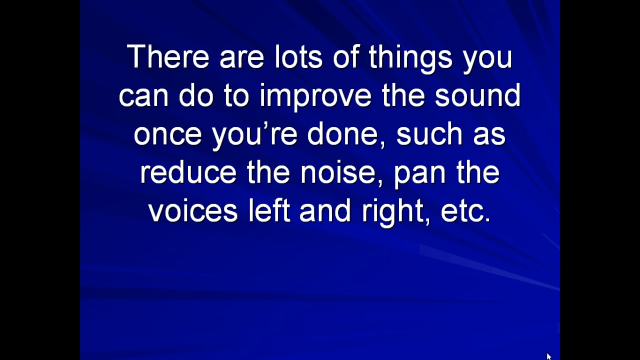 There are lots of things you
can do to improve the sound
once you’re done, such as
reduce the noise, pan the
voices left and right, etc.